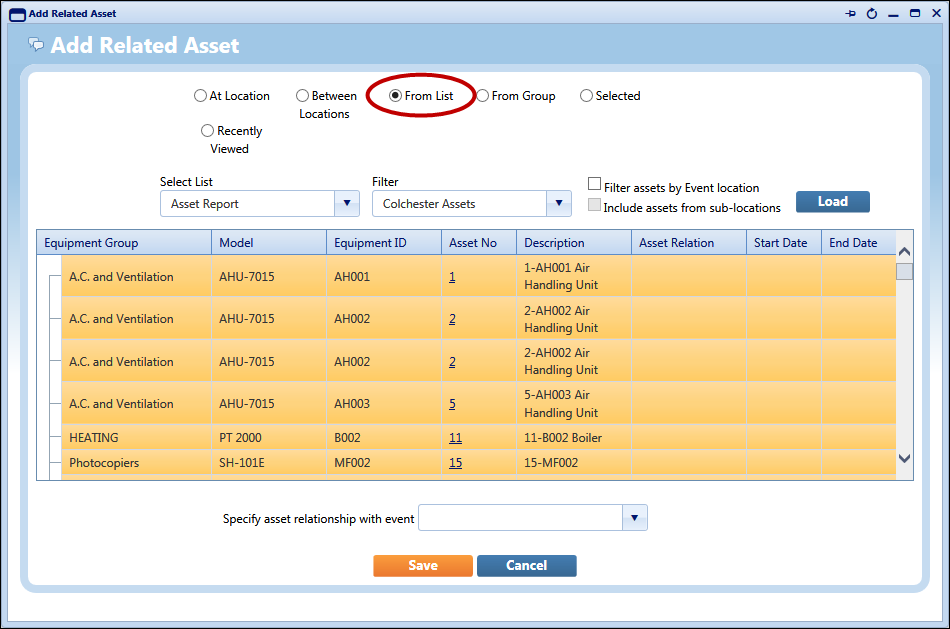 Add Related Asset
Add Related Asset
At Location
Between Locations
From List
From Group
Selected
Recently Viewed
Select List
Filter
Asset Report
Colchester Assets
Filter assets by Event location
Include assets from sub-locations
Load
Equipment Group Model Equipment ID Asset No Description Asset Relation Start Date End Date
A.C. and Ventilation AHU-7015 AH001 1 1-AH001 Air Handling Unit
A.C. and Ventilation AHU-7015 AH002 2 2-AH002 Air Handling Unit
A.C. and Ventilation AHU-7015 AH002 2 2-AH002 Air Handling Unit
A.C. and Ventilation AHU-7015 AH003 5 5-AH003 Air Handling Unit
HEATING PT 2000 B002 11 11-B002 Boiler
Photocopiers SH-101E MF002 15 15-MF002
Specify asset relationship with event
Save Cancel